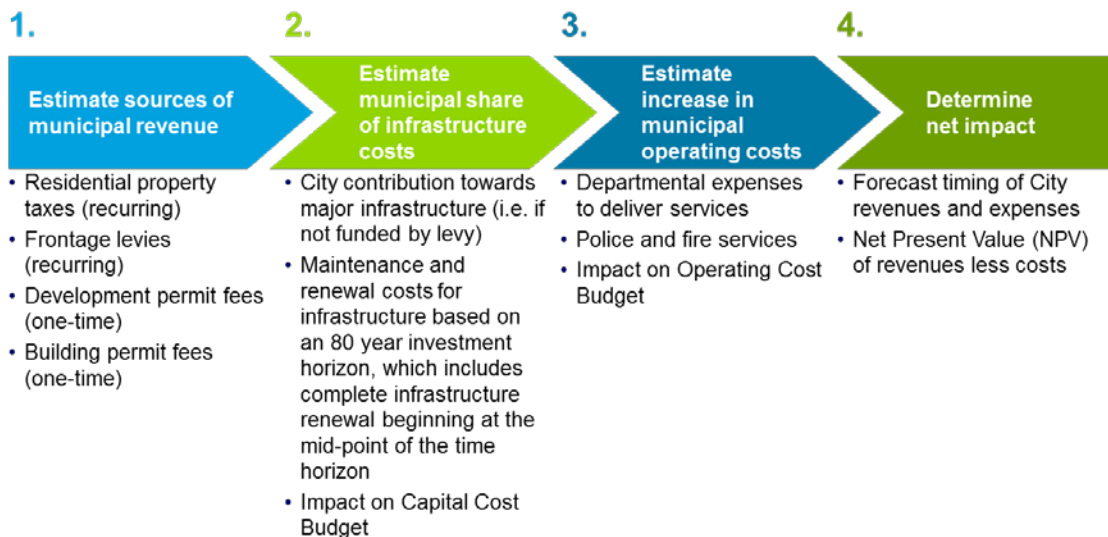 1.
Estimate sources of
municipal revenue
• Residential property
taxes (recurring)
• Frontage levies
(recurring)
• Development permit fees
(one-time)
• Building permit fees
(one-time)
2.
Estimate
municipal share
of infrastructure
costs
• City contribution towards
major infrastructure (i.e. if
not funded by levy)
• Maintenance and
renewal costs for
infrastructure based on
an 80 year investment
horizon, which includes
complete infrastructure
renewal beginning at the
mid-point of the time
horizon
• Impact on Capital Cost
Budget
3.
Estimate
increase in
municipal
operating costs
• Departmental expenses
to deliver services
• Police and fire services
• Impact on Operating Cost
Budget
4.
Determine
net impact
• Forecast timing of City
revenues and expenses
• Net Present Value (NPV)
of revenues less costs